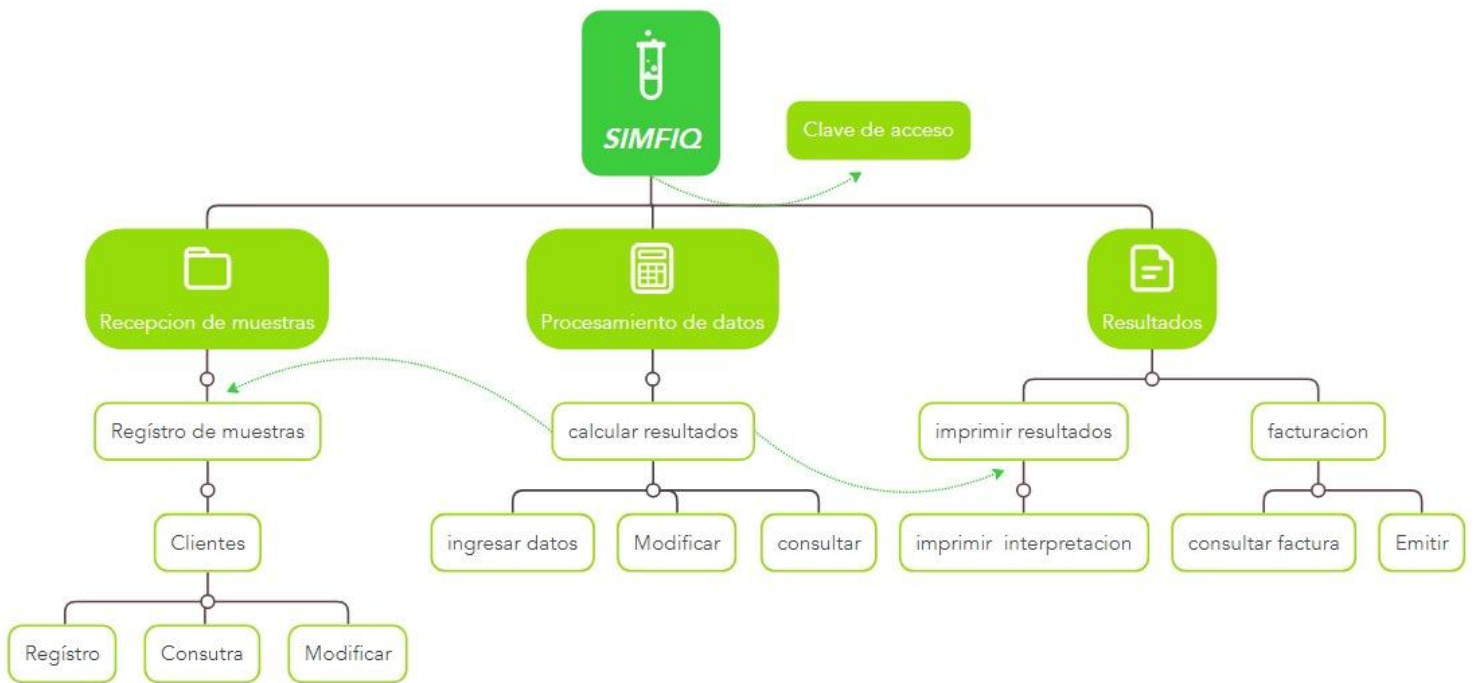 SIMFIQ
Clave de acceso
Recepcion de muestras
Procesamiento de datos
Resultados
Regístro de muestras
calcular resultados
imprimir resultados
facturacion
Clientes
ingresar datos
Modificar
consultar
imprimir interpretacion
consultar factura
Emitir
Regístro
Consutra
Modificar